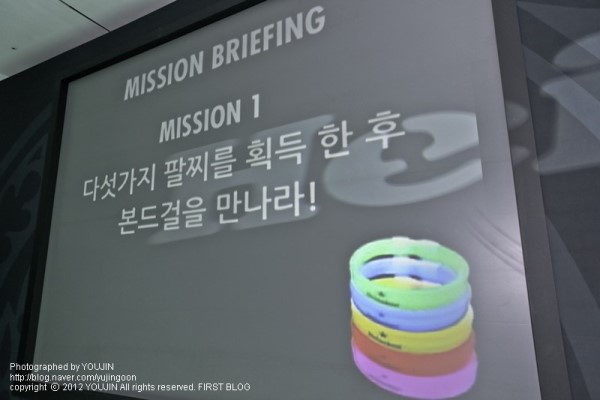 MISSION BRIEFING
MISSION 1
다섯가지 팔찌를 획득 한 후
본드걸을 만나라!
Photographed by YOUJIN
http://blog.naver.com/yujingoon
copyright ⓒ 2012 YOUJIN All rights reserved. FIRST BLOG